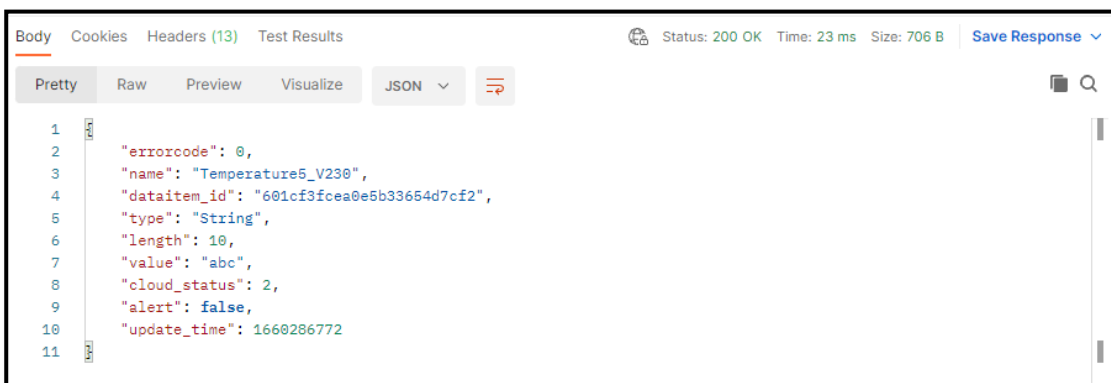 Body Cookies Headers (13) Test Results Status: 200 OK Time: 23 ms Size: 706 B Save Response
Pretty Raw Preview Visualize JSON
1 {
2 "errorcode": 0,
3 "name": "Temperature5_V230",
4 "dataitem_id": "601cf3fcea0e5b33654d7cf2",
5 "type": "String",
6 "length": 10,
7 "value": "abc",
8 "cloud_status": 2,
9 "alert": false,
10 "update_time": 1660286772
11 }